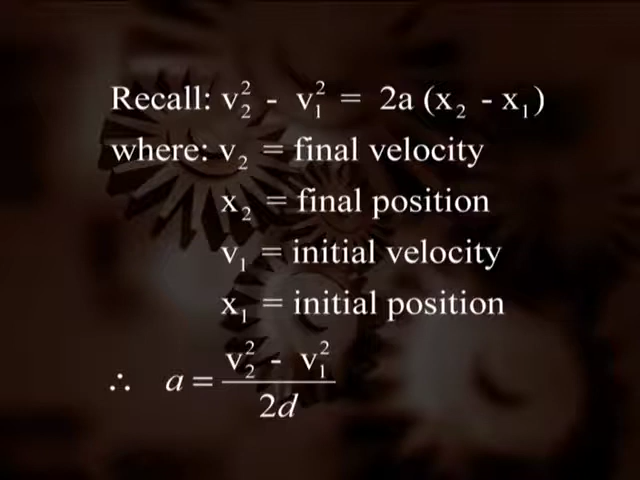 Recall: v₂² - v₁² = 2a (x₂ - x₁)
where: v₂ = final velocity
x₂ = final position
v₁ = initial velocity
x₁ = initial position
∴ a = (v₂² - v₁²) / 2d